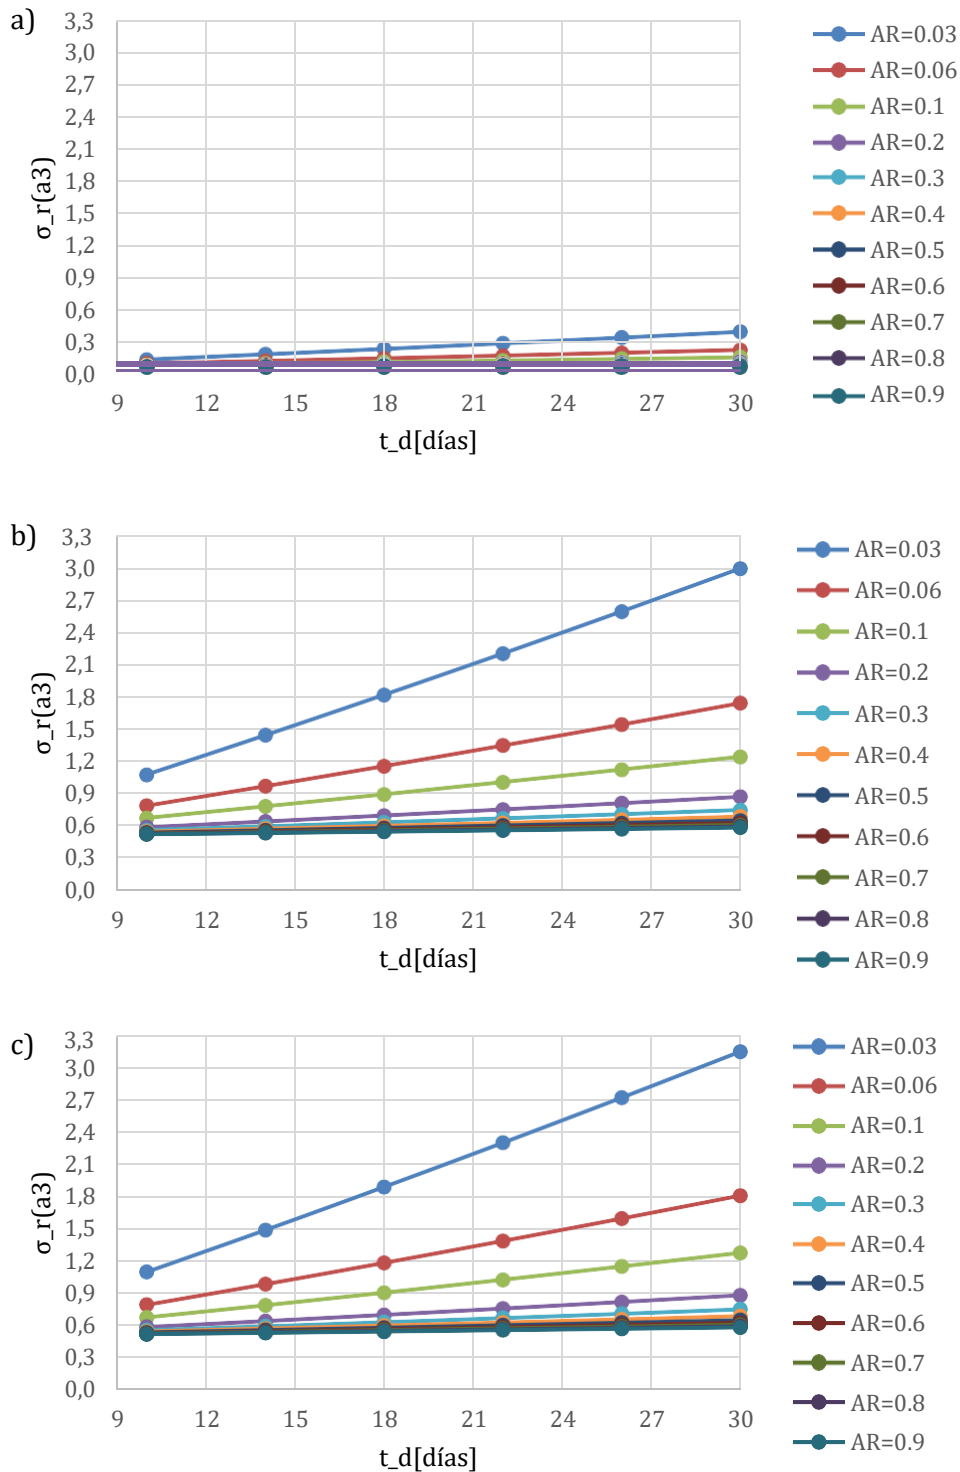 a)
3,3
3,0
2,7
2,4
2,1
1,8
1,5
1,2
0,9
0,6
0,3
0,0
σ_r(a3)
9 12 15 18 21 24 27 30
t_d[días]
AR=0.03
AR=0.06
AR=0.1
AR=0.2
AR=0.3
AR=0.4
AR=0.5
AR=0.6
AR=0.7
AR=0.8
AR=0.9
b)
3,3
3,0
2,7
2,4
2,1
1,8
1,5
1,2
0,9
0,6
0,3
0,0
σ_r(a3)
9 12 15 18 21 24 27 30
t_d[días]
AR=0.03
AR=0.06
AR=0.1
AR=0.2
AR=0.3
AR=0.4
AR=0.5
AR=0.6
AR=0.7
AR=0.8
AR=0.9
c)
3,3
3,0
2,7
2,4
2,1
1,8
1,5
1,2
0,9
0,6
0,3
0,0
σ_r(a3)
9 12 15 18 21 24 27 30
t_d[días]
AR=0.03
AR=0.06
AR=0.1
AR=0.2
AR=0.3
AR=0.4
AR=0.5
AR=0.6
AR=0.7
AR=0.8
AR=0.9